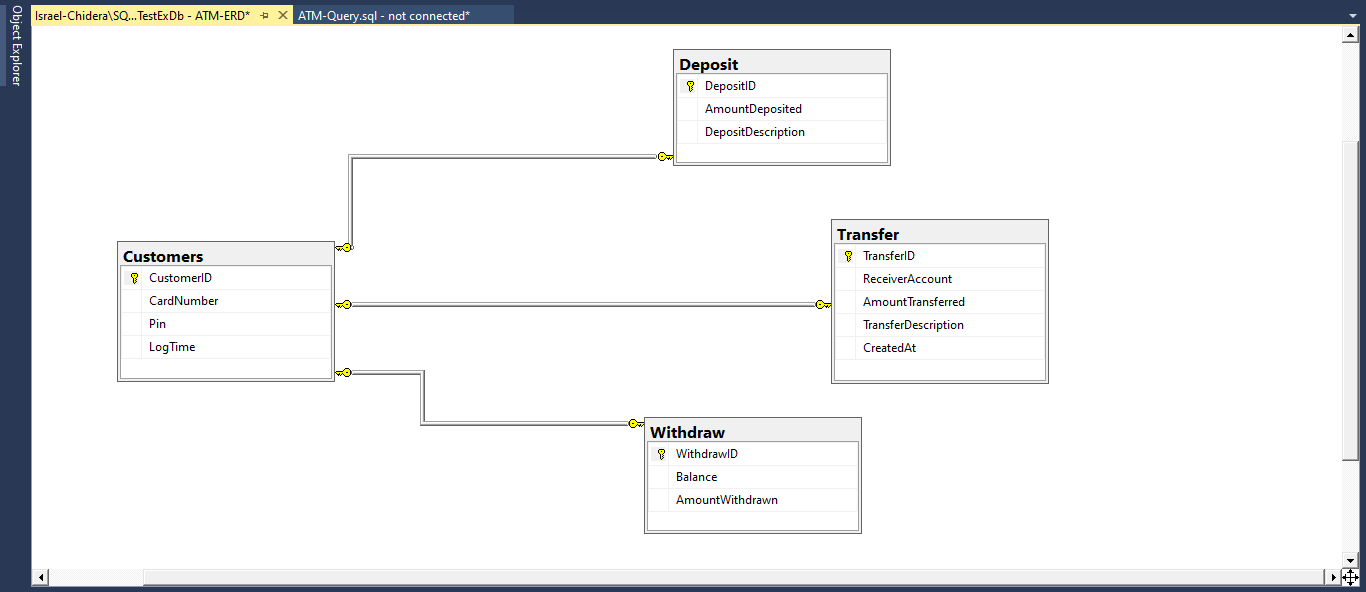 Object Explorer
Israel-Chidera\SQ...TestExDb - ATM-ERD*
ATM-Query.sql - not connected*
Deposit
DepositID
AmountDeposited
DepositDescription
Customers
CustomerID
CardNumber
Pin
LogTime
Transfer
TransferID
ReceiverAccount
AmountTransferred
TransferDescription
CreatedAt
Withdraw
WithdrawID
Balance
AmountWithdrawn